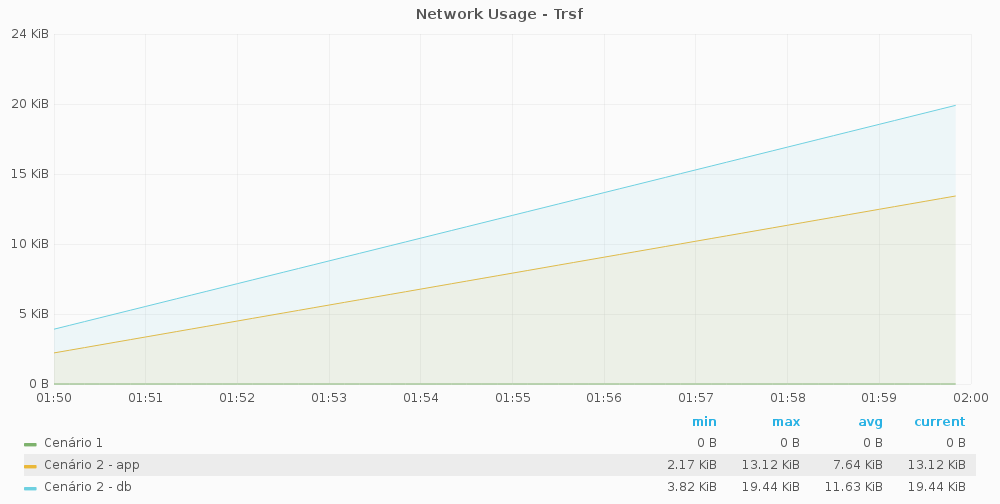 Network Usage - Trsf
24 KiB
20 KiB
15 KiB
10 KiB
5 KiB
0 B
01:50 01:51 01:52 01:53 01:54 01:55 01:56 01:57 01:58 01:59 02:00
min max avg current
Cenário 1 0 B 0 B 0 B 0 B
Cenário 2 - app 2.17 KiB 13.12 KiB 7.64 KiB 13.12 KiB
Cenário 2 - db 3.82 KiB 19.44 KiB 11.63 KiB 19.44 KiB